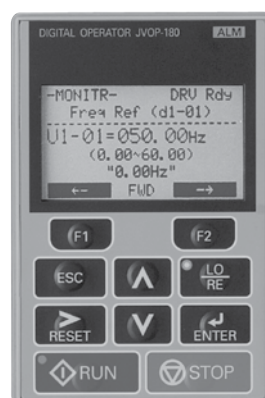 DIGITAL OPERATOR JVOP-180 ALM
-MONITR- DRV Rdy
Freq Ref (d1-01)
U1-01=050.00Hz
(0.00~60.00)
"0.00Hz"
← FWD →
F1 F2
ESC LO RE
RESET ENTER
RUN STOP